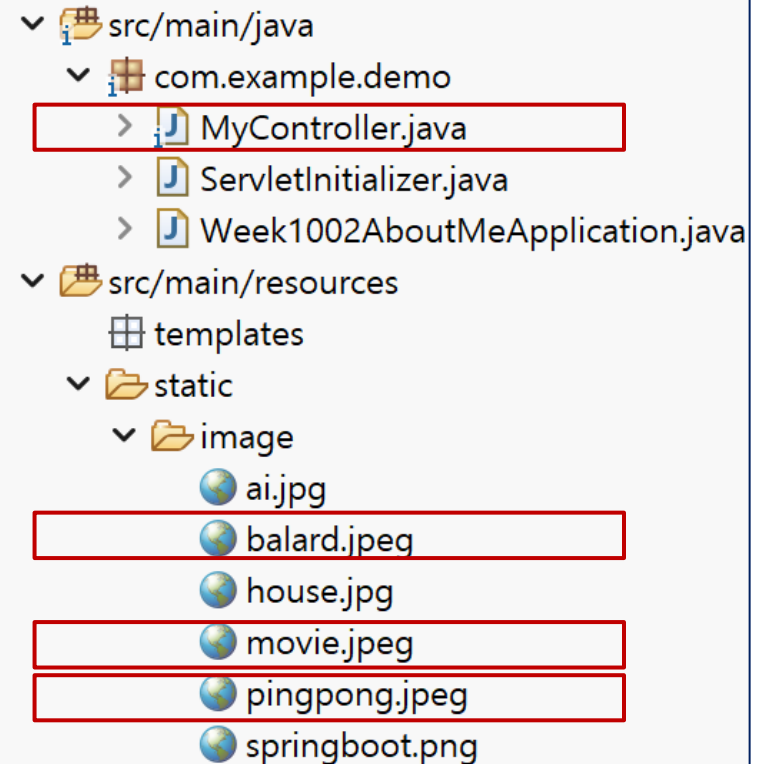 src/main/java
com.example.demo
MyController.java
ServletInitializer.java
Week1002AboutMeApplication.java
src/main/resources
templates
static
image
ai.jpg
balard.jpeg
house.jpg
movie.jpeg
pingpong.jpeg
springboot.png